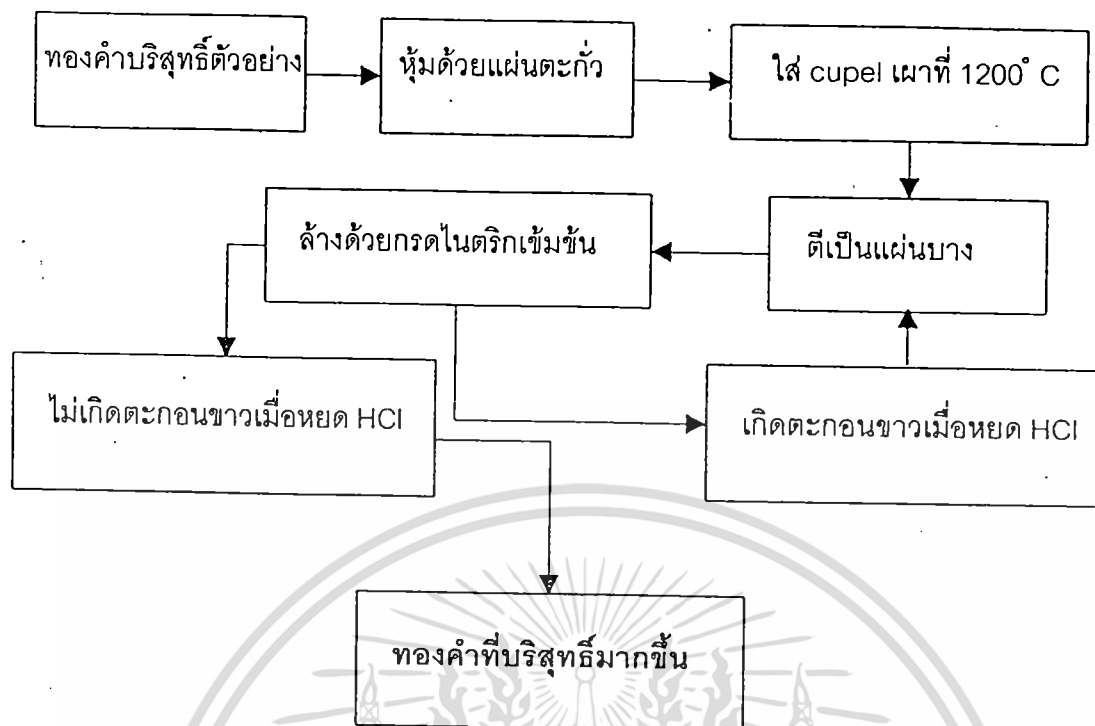 ทองคำบริสุทธิ์ตัวอย่าง
หุ้มด้วยแผ่นตะกั่ว
ใส่ cupel เผาที่ 1200° C
ล้างด้วยกรดไนตริกเข้มข้น
ตีเป็นแผ่นบาง
ไม่เกิดตะกอนขาวเมื่อหยด HCl
เกิดตะกอนขาวเมื่อหยด HCl
ทองคำที่บริสุทธิ์มากขึ้น